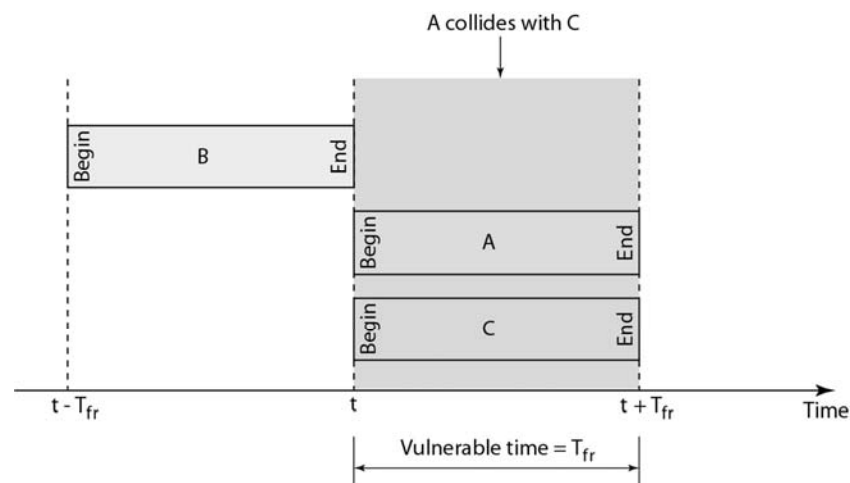 A collides with C
Begin
B
End
Begin
A
End
Begin
C
End
t - Tfr
t
t + Tfr
Time
Vulnerable time = Tfr